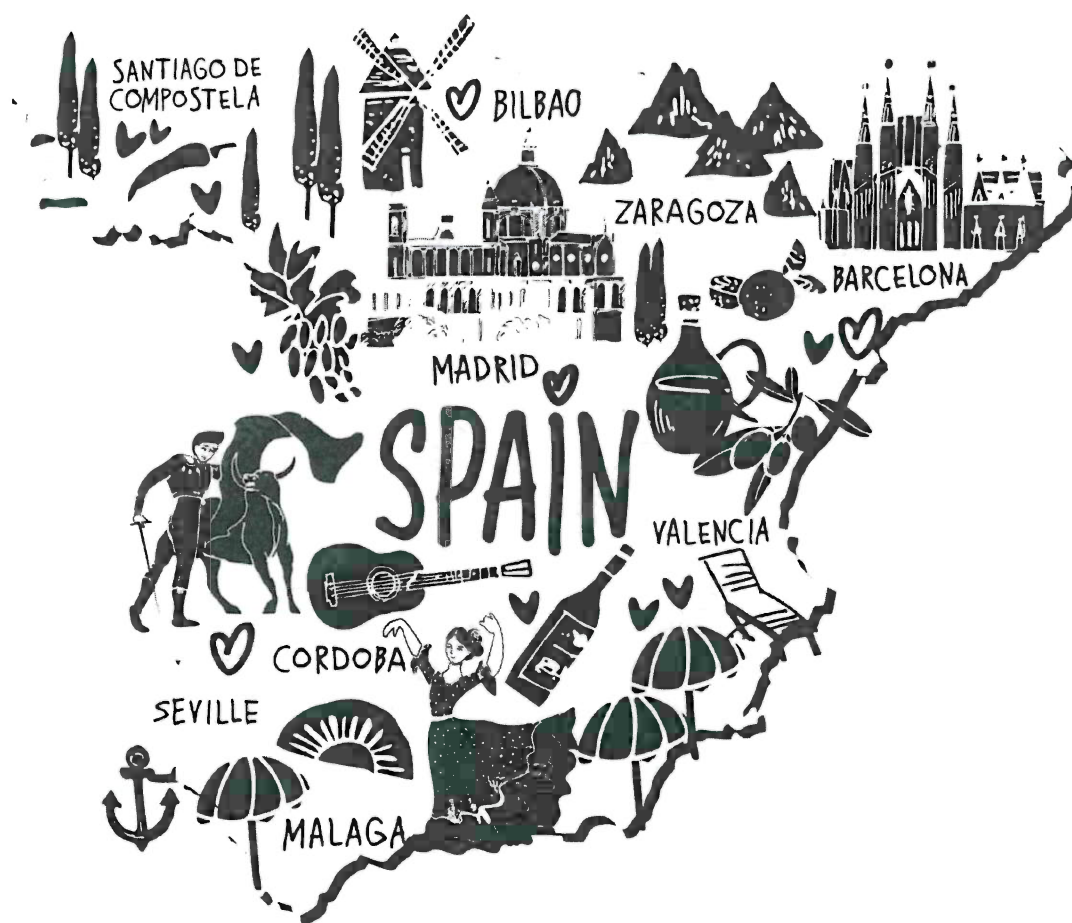 SANTIAGO DE
COMPOSTELA
BILBAO
ZARAGOZA
BARCELONA
MADRID
SPAIN
VALENCIA
CORDOBA
SEVILLE
MALAGA